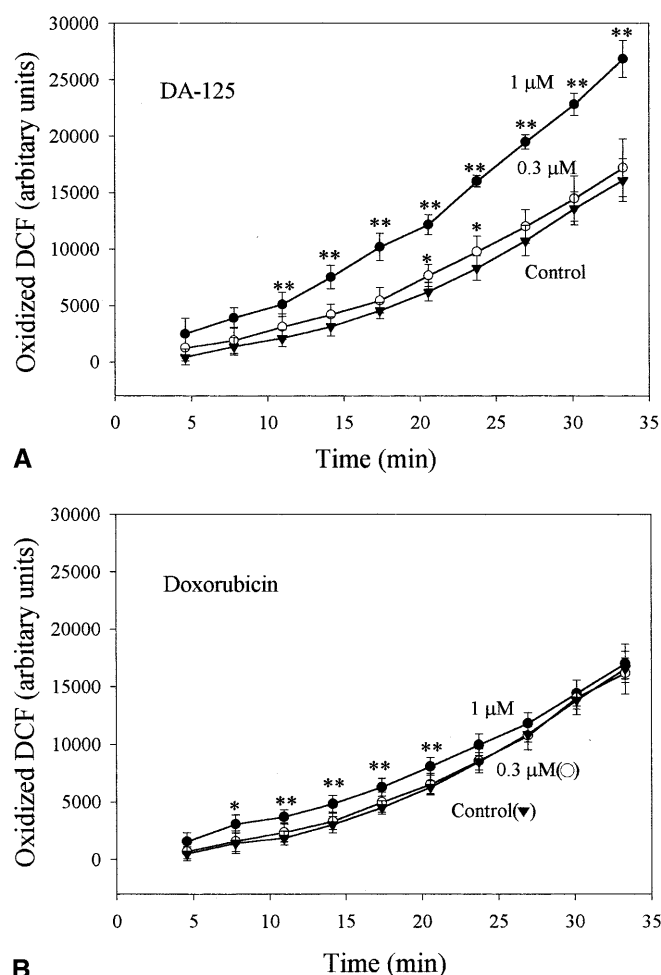 30000
25000
20000
15000
10000
5000
0
Oxidized DCF (arbitary units)
DA-125
1 μM
0.3 μM
Control
**
**
**
**
**
**
**
**
*
*
0 5 10 15 20 25 30 35
A
Time (min)
30000
25000
20000
15000
10000
5000
0
Oxidized DCF (arbitary units)
Doxorubicin
1 μM
0.3 μM(○)
Control(▼)
*
**
**
**
**
0 5 10 15 20 25 30 35
B
Time (min)